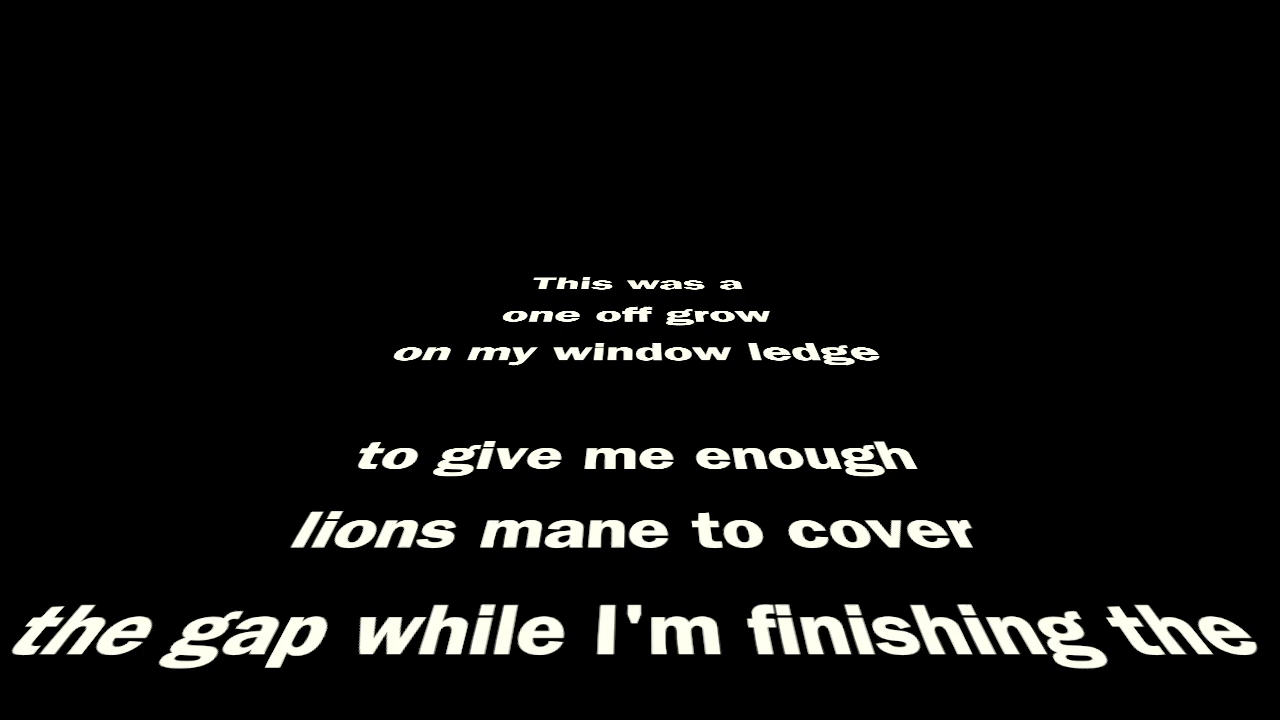 This was a
one off grow
on my window ledge
to give me enough
lions mane to cover
the gap while I'm finishing the